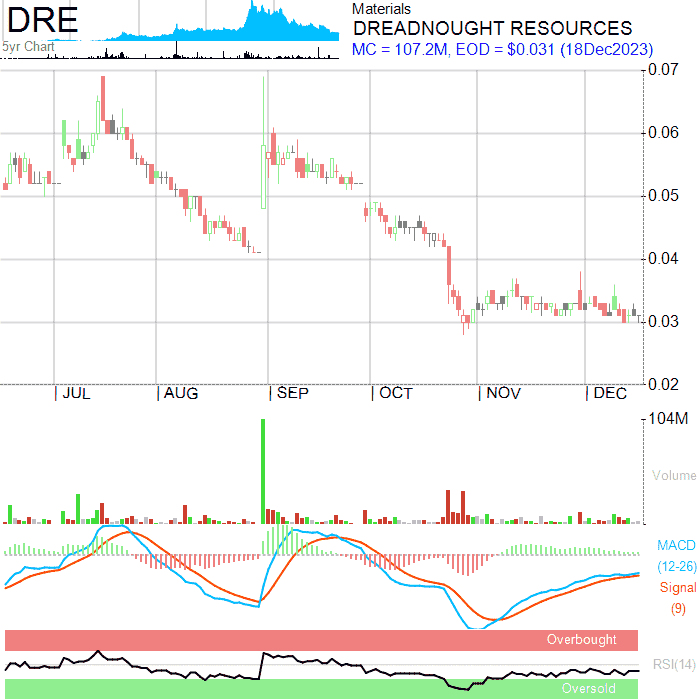 DRE
5yr Chart
Materials
DREADNOUGHT RESOURCES
MC = 107.2M, EOD = $0.031 (18Dec2023)
0.07
0.06
0.05
0.04
0.03
0.02
JUL AUG SEP OCT NOV DEC
104M
Volume
MACD
(12-26)
Signal
(9)
Overbought
RSI(14)
Oversold